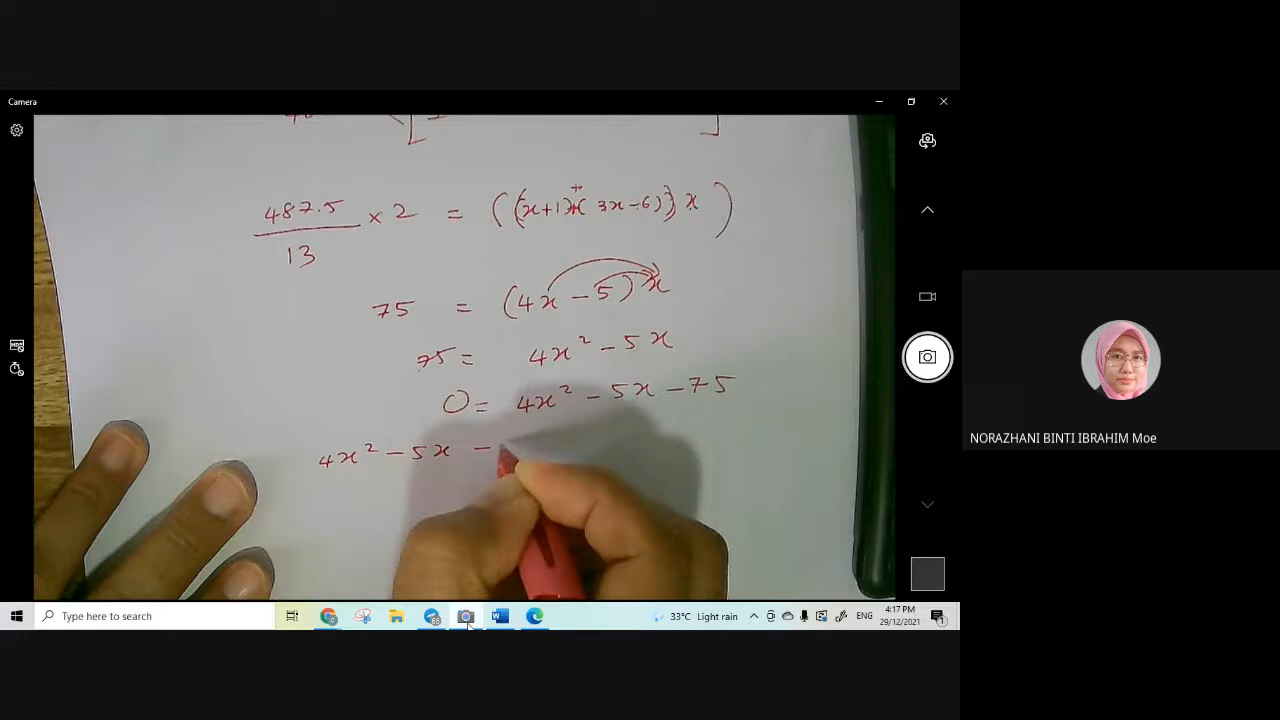 Camera
487.5
13
× 2 = (((x+1)+(3x-6))x)
75 = (4x - 5) x
75 = 4x² - 5x
0 = 4x² - 5x - 75
4x² - 5x -
NORAZHANI BINTI IBRAHIM Moe
Type here to search
33°C Light rain
ENG
4:17 PM
29/12/2021